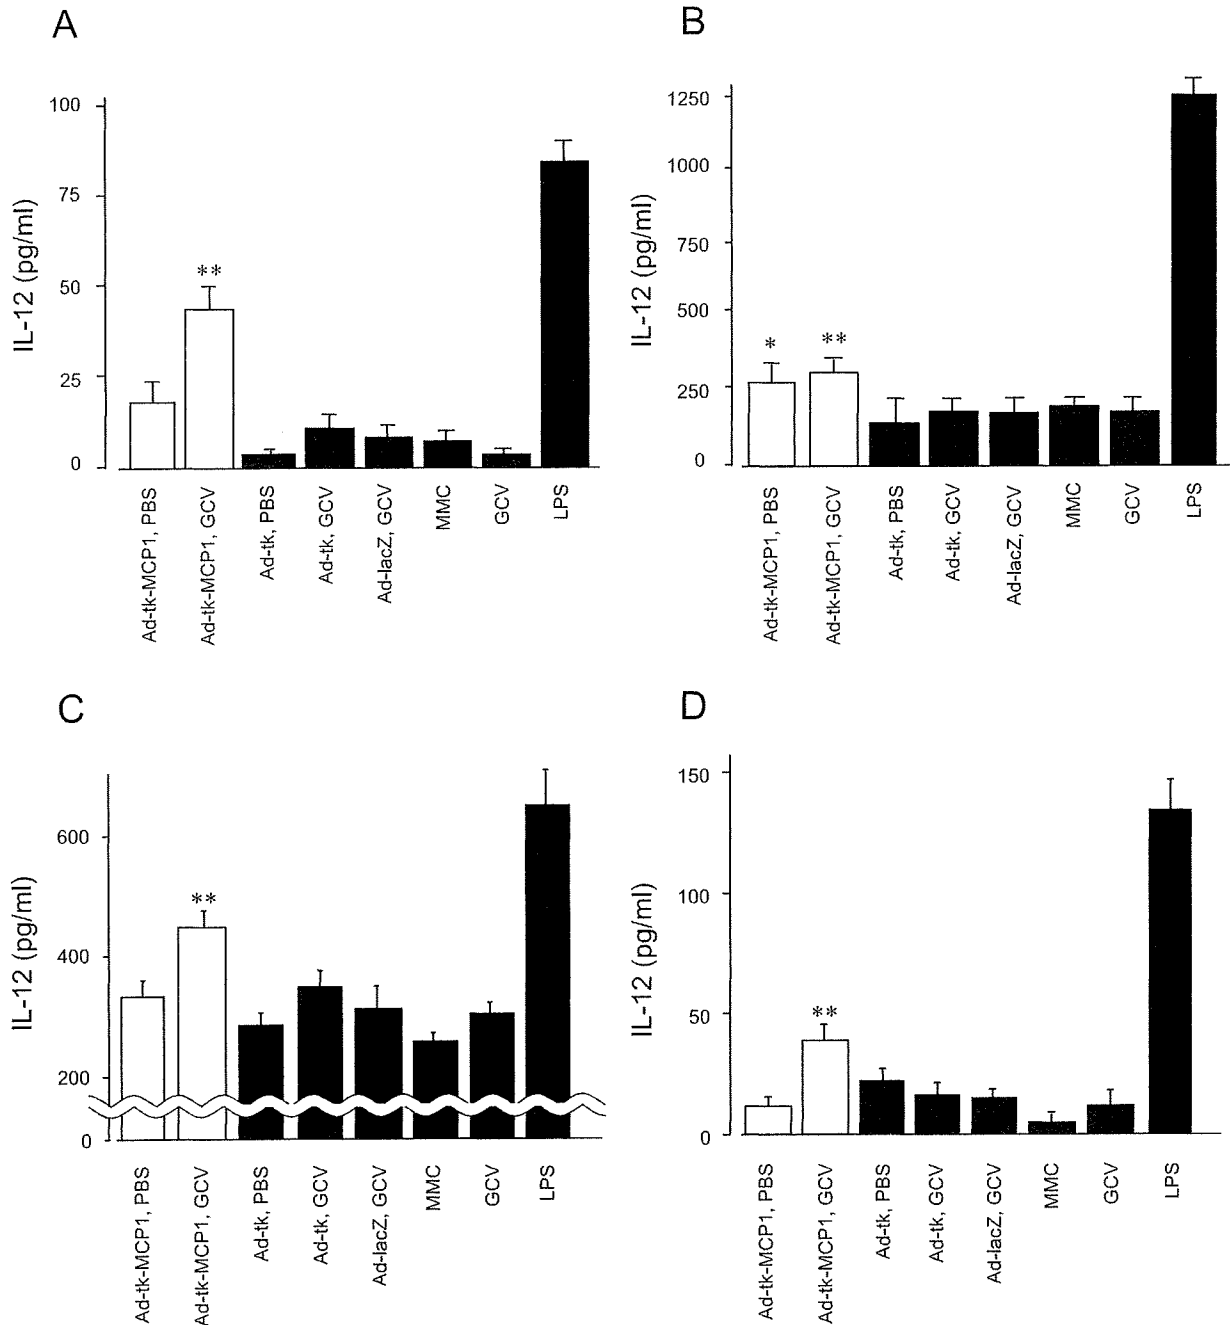 A
IL-12 (pg/ml)
100
75
50
25
0
**
Ad-tk-MCP1, PBS
Ad-tk-MCP1, GCV
Ad-tk, PBS
Ad-tk, GCV
Ad-lacZ, GCV
MMC
GCV
LPS
B
IL-12 (pg/ml)
1250
1000
750
500
250
0
*
**
Ad-tk-MCP1, PBS
Ad-tk-MCP1, GCV
Ad-tk, PBS
Ad-tk, GCV
Ad-lacZ, GCV
MMC
GCV
LPS
C
IL-12 (pg/ml)
600
400
200
0
**
Ad-tk-MCP1, PBS
Ad-tk-MCP1, GCV
Ad-tk, PBS
Ad-tk, GCV
Ad-lacZ, GCV
MMC
GCV
LPS
D
IL-12 (pg/ml)
150
100
50
0
**
Ad-tk-MCP1, PBS
Ad-tk-MCP1, GCV
Ad-tk, PBS
Ad-tk, GCV
Ad-lacZ, GCV
MMC
GCV
LPS